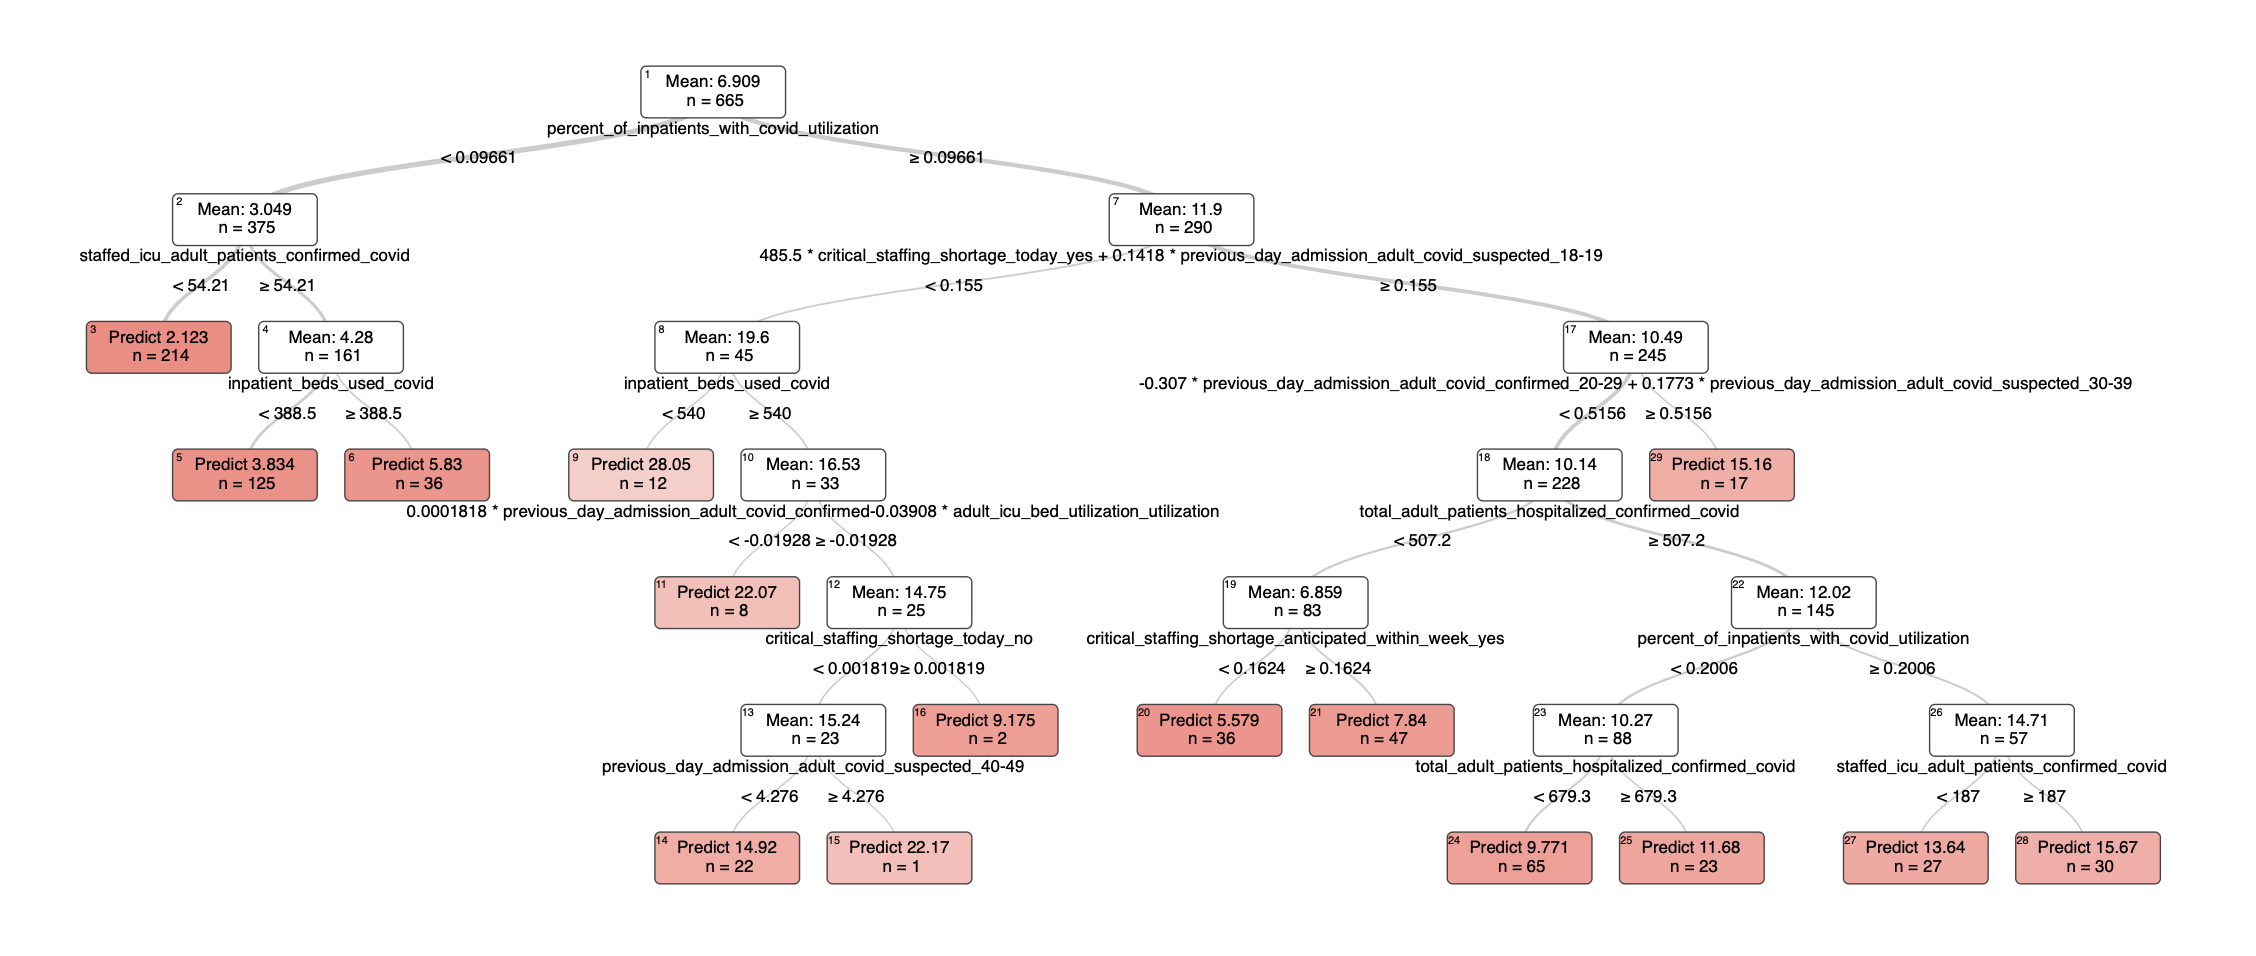 1
Mean: 6.909
n = 665
percent_of_inpatients_with_covid_utilization
< 0.09661
≥ 0.09661
2
Mean: 3.049
n = 375
7
Mean: 11.9
n = 290
staffed_icu_adult_patients_confirmed_covid
485.5 * critical_staffing_shortage_today_yes + 0.1418 * previous_day_admission_adult_covid_suspected_18-19
< 54.21
≥ 54.21
< 0.155
≥ 0.155
3
Predict 2.123
n = 214
4
Mean: 4.28
n = 161
8
Mean: 19.6
n = 45
17
Mean: 10.49
n = 245
inpatient_beds_used_covid
inpatient_beds_used_covid
-0.307 * previous_day_admission_adult_covid_confirmed_20-29 + 0.1773 * previous_day_admission_adult_covid_suspected_30-39
< 388.5
≥ 388.5
< 540
≥ 540
< 0.5156
≥ 0.5156
5
Predict 3.834
n = 125
6
Predict 5.83
n = 36
9
Predict 28.05
n = 12
10
Mean: 16.53
n = 33
18
Mean: 10.14
n = 228
29
Predict 15.16
n = 17
0.0001818 * previous_day_admission_adult_covid_confirmed-0.03908 * adult_icu_bed_utilization_utilization
total_adult_patients_hospitalized_confirmed_covid
< -0.01928
≥ -0.01928
< 507.2
≥ 507.2
11
Predict 22.07
n = 8
12
Mean: 14.75
n = 25
19
Mean: 6.859
n = 83
22
Mean: 12.02
n = 145
critical_staffing_shortage_today_no
critical_staffing_shortage_anticipated_within_week_yes
percent_of_inpatients_with_covid_utilization
< 0.001819
≥ 0.001819
< 0.1624
≥ 0.1624
< 0.2006
≥ 0.2006
13
Mean: 15.24
n = 23
16
Predict 9.175
n = 2
20
Predict 5.579
n = 36
21
Predict 7.84
n = 47
23
Mean: 10.27
n = 88
26
Mean: 14.71
n = 57
previous_day_admission_adult_covid_suspected_40-49
total_adult_patients_hospitalized_confirmed_covid
staffed_icu_adult_patients_confirmed_covid
< 4.276
≥ 4.276
< 679.3
≥ 679.3
< 187
≥ 187
14
Predict 14.92
n = 22
15
Predict 22.17
n = 1
24
Predict 9.771
n = 65
25
Predict 11.68
n = 23
27
Predict 13.64
n = 27
28
Predict 15.67
n = 30